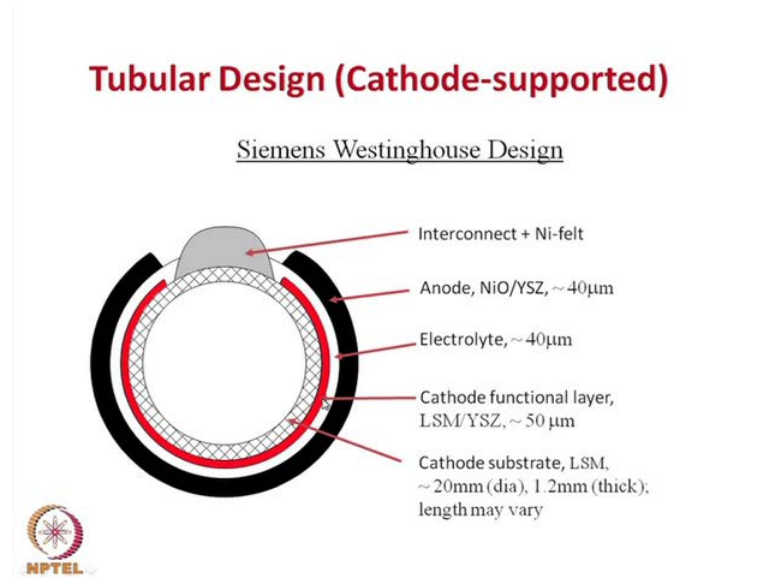 Tubular Design (Cathode-supported)
Siemens Westinghouse Design
Interconnect + Ni-felt
Anode, NiO/YSZ, ~ 40μm
Electrolyte, ~ 40μm
Cathode functional layer,
LSM/YSZ, ~ 50 μm
Cathode substrate, LSM,
~ 20mm (dia), 1.2mm (thick);
length may vary
NPTEL